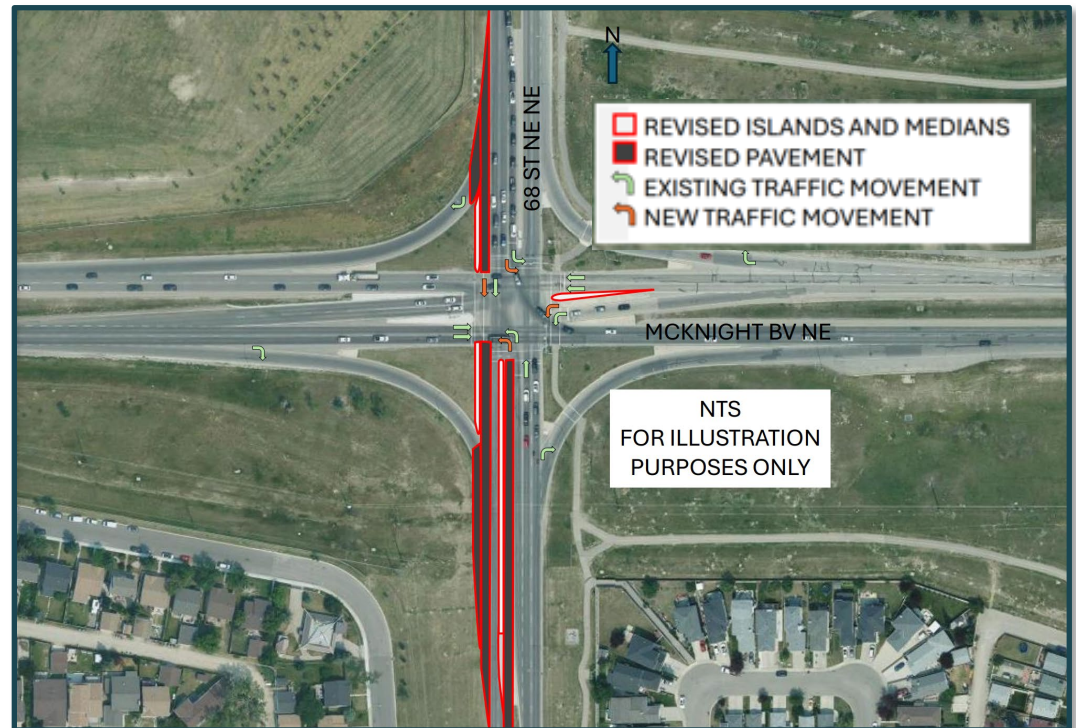 N
68 ST NE NE
REVISED ISLANDS AND MEDIANS
REVISED PAVEMENT
EXISTING TRAFFIC MOVEMENT
NEW TRAFFIC MOVEMENT
MCKNIGHT BV NE
NTS
FOR ILLUSTRATION
PURPOSES ONLY